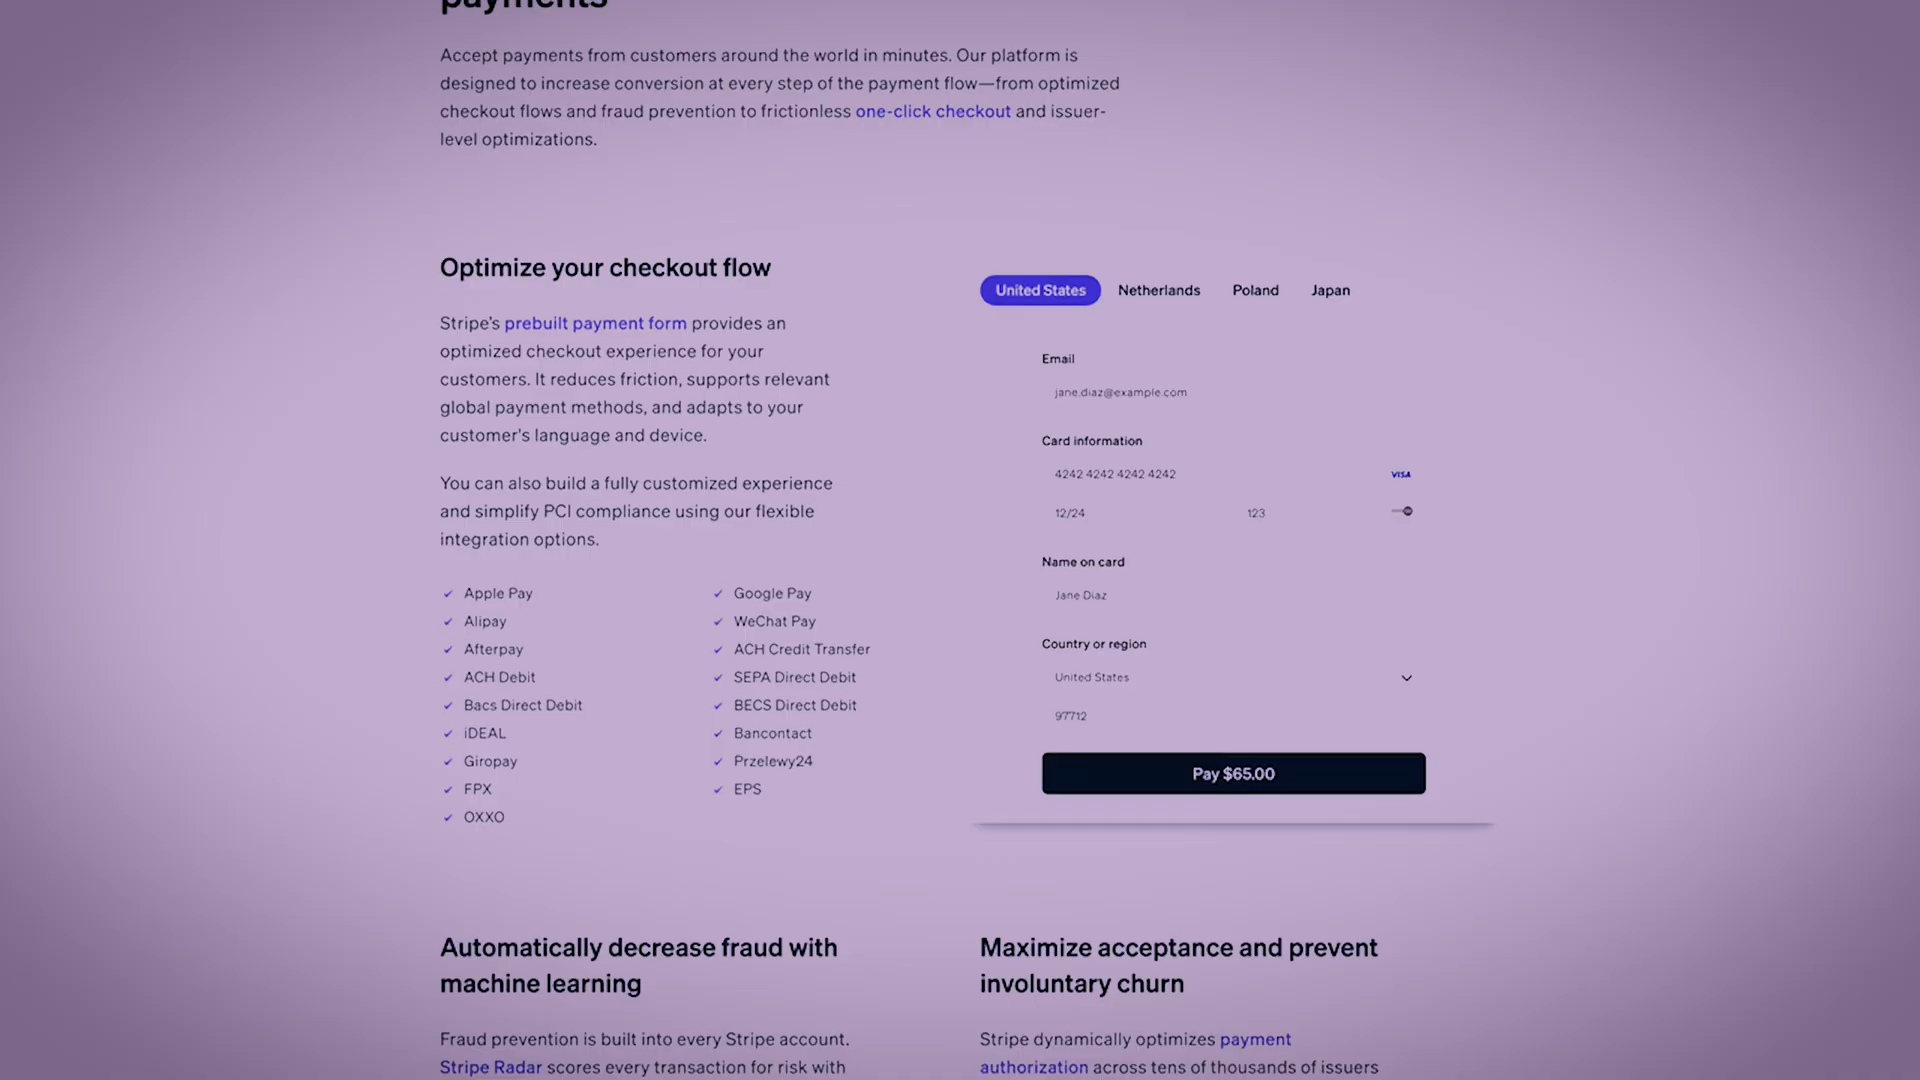 payments
Accept payments from customers around the world in minutes. Our platform is
designed to increase conversion at every step of the payment flow—from optimized
checkout flows and fraud prevention to frictionless one-click checkout and issuer-
level optimizations.
Optimize your checkout flow
Stripe's prebuilt payment form provides an
optimized checkout experience for your
customers. It reduces friction, supports relevant
global payment methods, and adapts to your
customer's language and device.
You can also build a fully customized experience
and simplify PCI compliance using our flexible
integration options.
✓ Apple Pay
✓ Alipay
✓ Afterpay
✓ ACH Debit
✓ Bacs Direct Debit
✓ iDEAL
✓ Giropay
✓ FPX
✓ OXXO
✓ Google Pay
✓ WeChat Pay
✓ ACH Credit Transfer
✓ SEPA Direct Debit
✓ BECS Direct Debit
✓ Bancontact
✓ Przelewy24
✓ EPS
United States Netherlands Poland Japan
Email
jane.diaz@example.com
Card information
4242 4242 4242 4242 VISA
12/24 123
Name on card
Jane Diaz
Country or region
United States
97712
Pay $65.00
Automatically decrease fraud with
machine learning
Fraud prevention is built into every Stripe account.
Stripe Radar scores every transaction for risk with
Maximize acceptance and prevent
involuntary churn
Stripe dynamically optimizes payment
authorization across tens of thousands of issuers